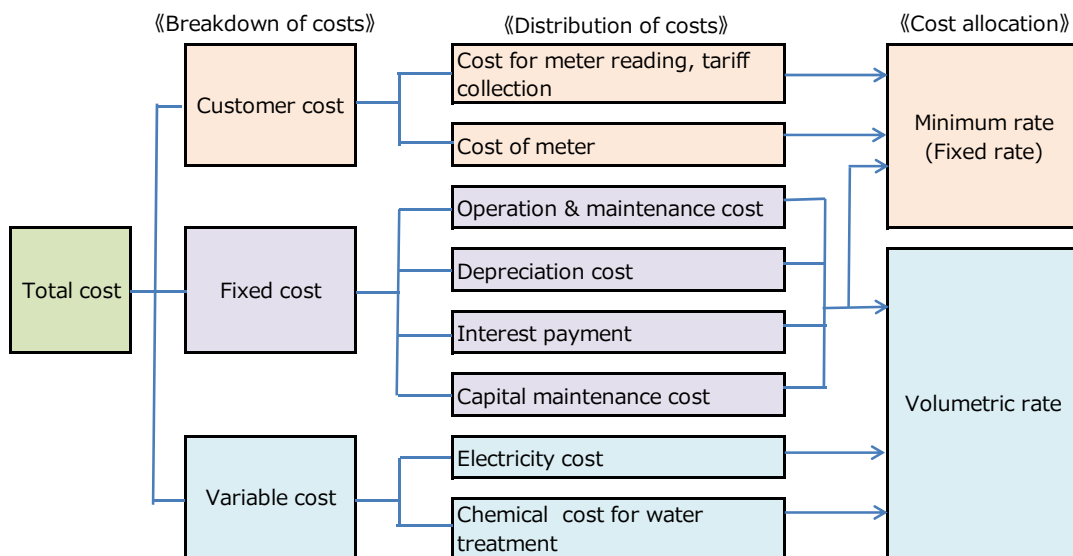 《Breakdown of costs》
《Distribution of costs》
《Cost allocation》
Total cost
Customer cost
Cost for meter reading, tariff
collection
Cost of meter
Minimum rate
(Fixed rate)
Fixed cost
Operation & maintenance cost
Depreciation cost
Interest payment
Capital maintenance cost
Volumetric rate
Variable cost
Electricity cost
Chemical cost for water
treatment